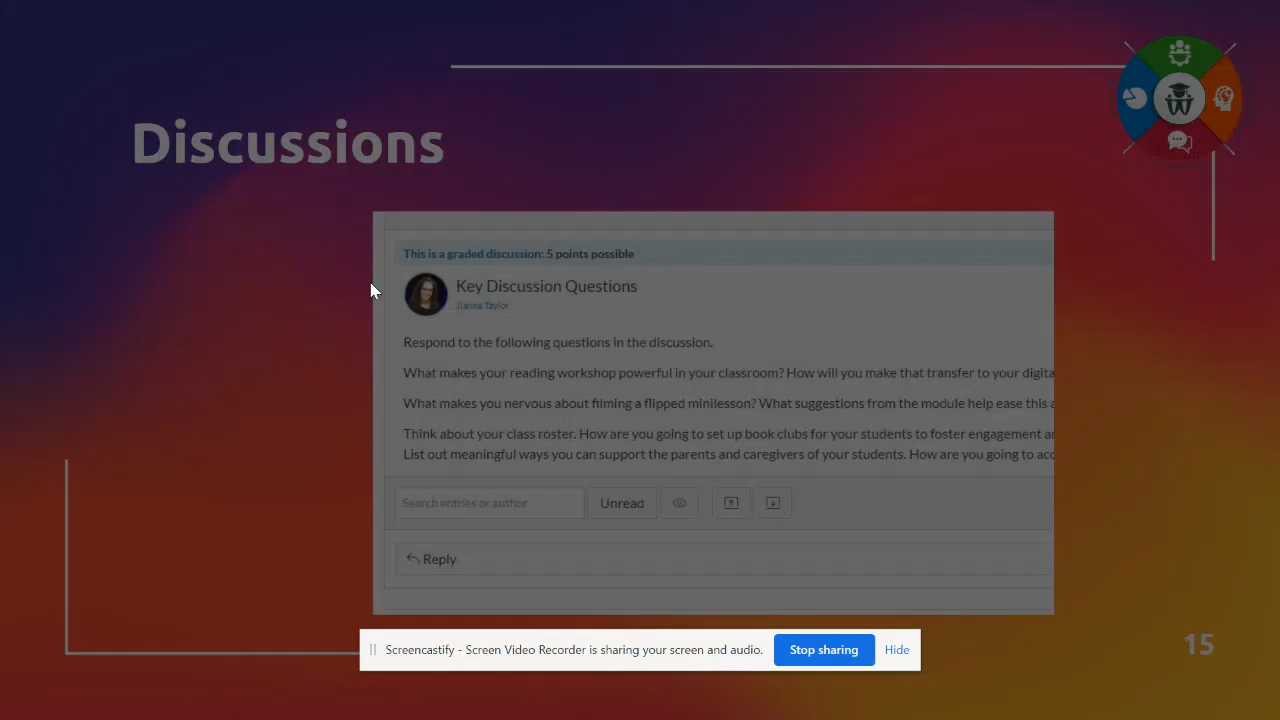 Discussions
This is a graded discussion: 5 points possible
Key Discussion Questions
Jianna Taylor
Respond to the following questions in the discussion.
What makes your reading workshop powerful in your classroom? How will you make that transfer to your digita
What makes you nervous about filming a flipped minilesson? What suggestions from the module help ease this a
Think about your class roster. How are you going to set up book clubs for your students to foster engagement ar
List out meaningful ways you can support the parents and caregivers of your students. How are you going to acc
Search entries or author
Unread
Reply
Screencastify - Screen Video Recorder is sharing your screen and audio.
Stop sharing
Hide
15